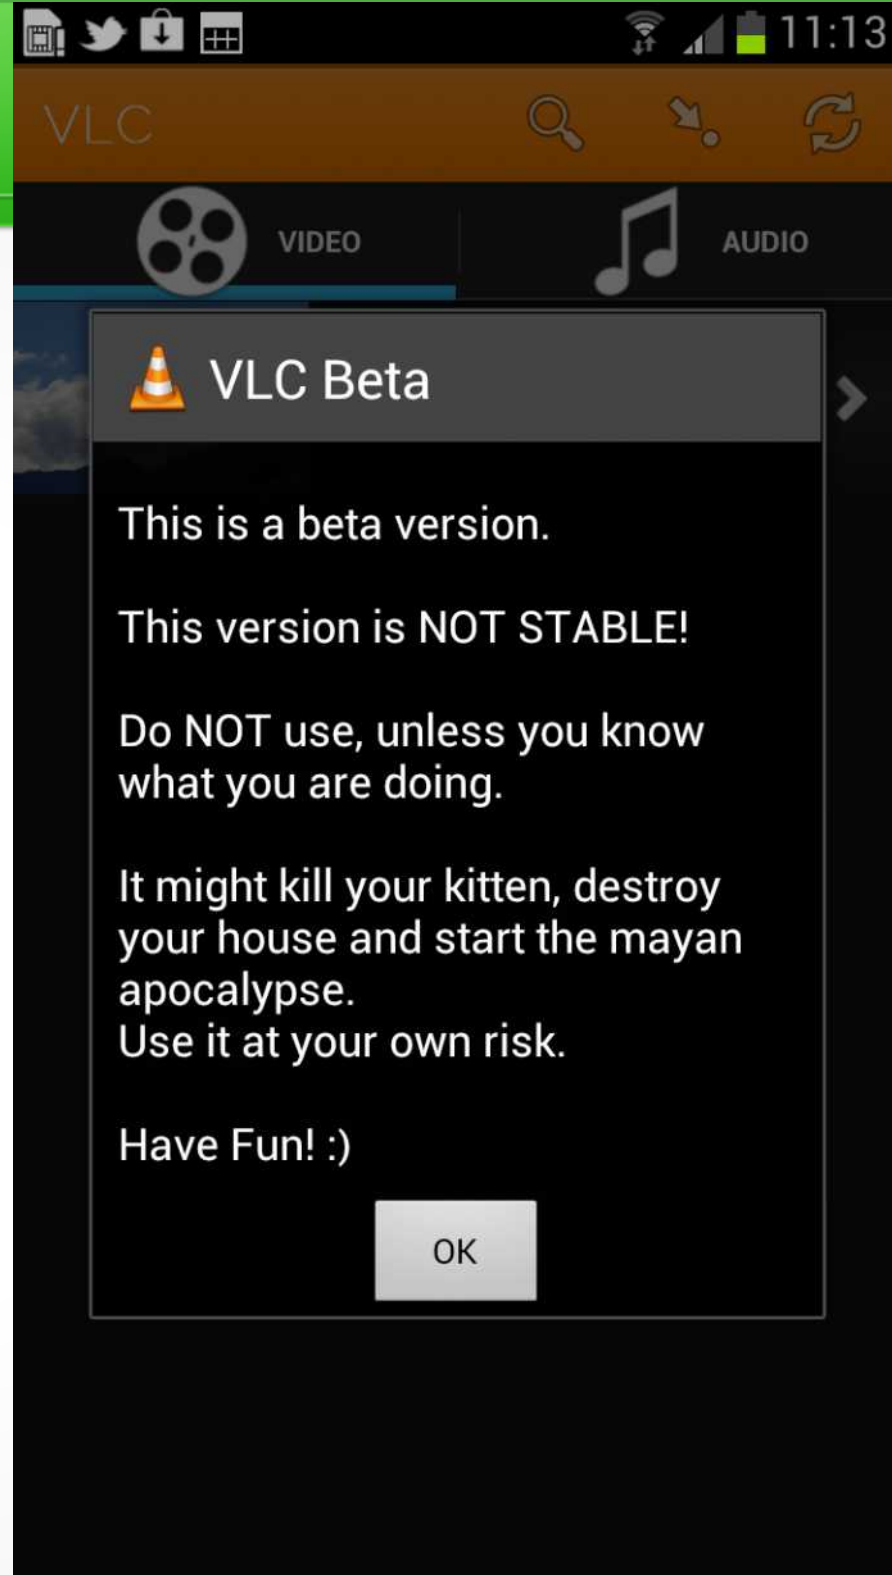 11:13
VLC
VIDEO
AUDIO
VLC Beta
This is a beta version.
This version is NOT STABLE!
Do NOT use, unless you know
what you are doing.
It might kill your kitten, destroy
your house and start the mayan
apocalypse.
Use it at your own risk.
Have Fun! :)
OK